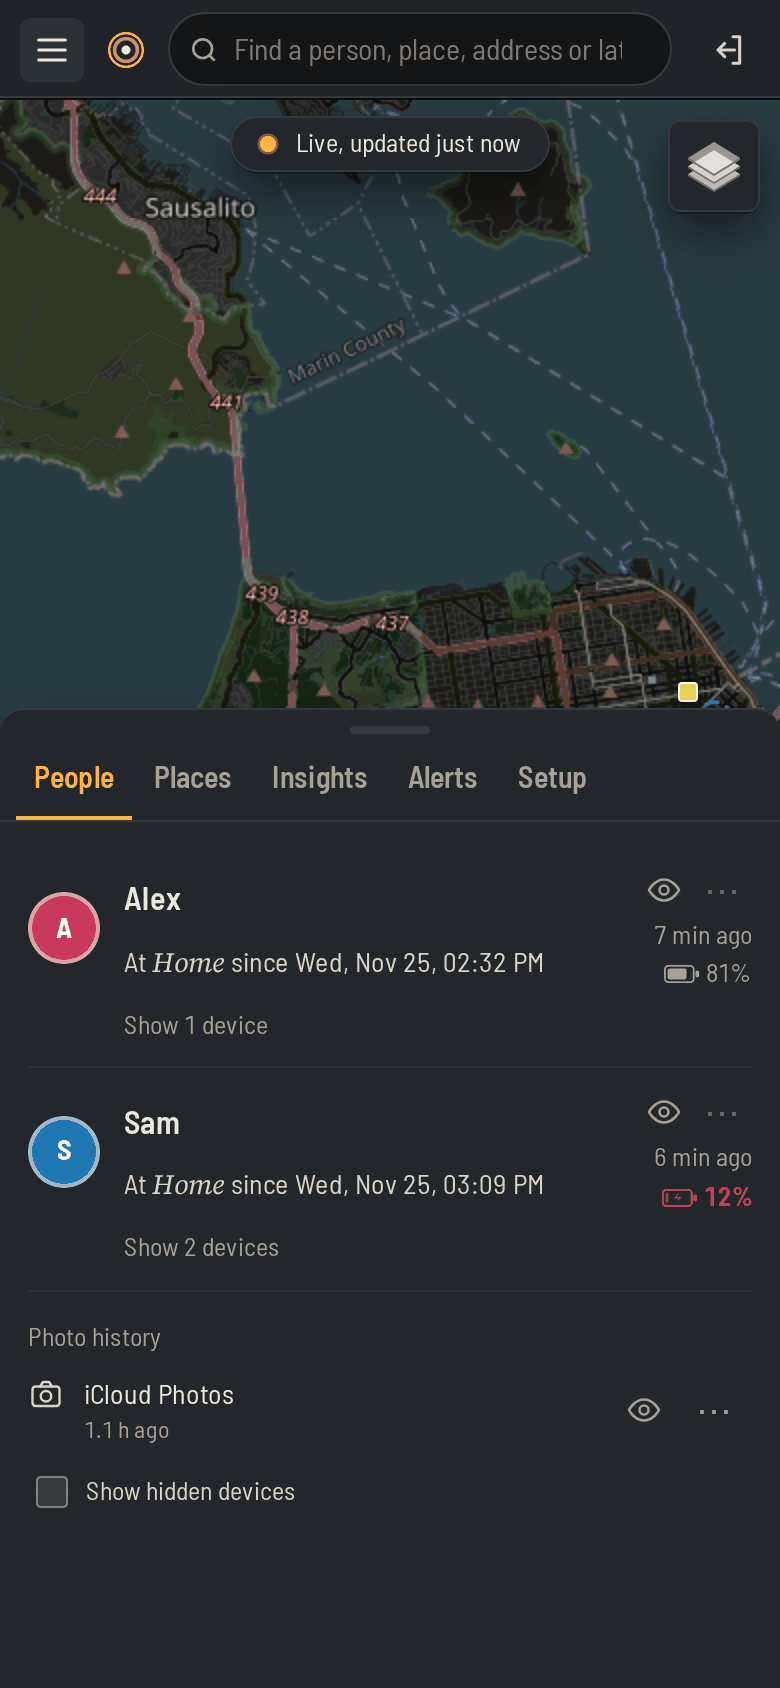 Find a person, place, address or lat
Live, updated just now
444
Sausalito
Marin County
441
439
438
437
People Places Insights Alerts Setup
A
Alex
7 min ago
At Home since Wed, Nov 25, 02:32 PM
81%
Show 1 device
S
Sam
6 min ago
At Home since Wed, Nov 25, 03:09 PM
12%
Show 2 devices
Photo history
iCloud Photos
1.1 h ago
Show hidden devices